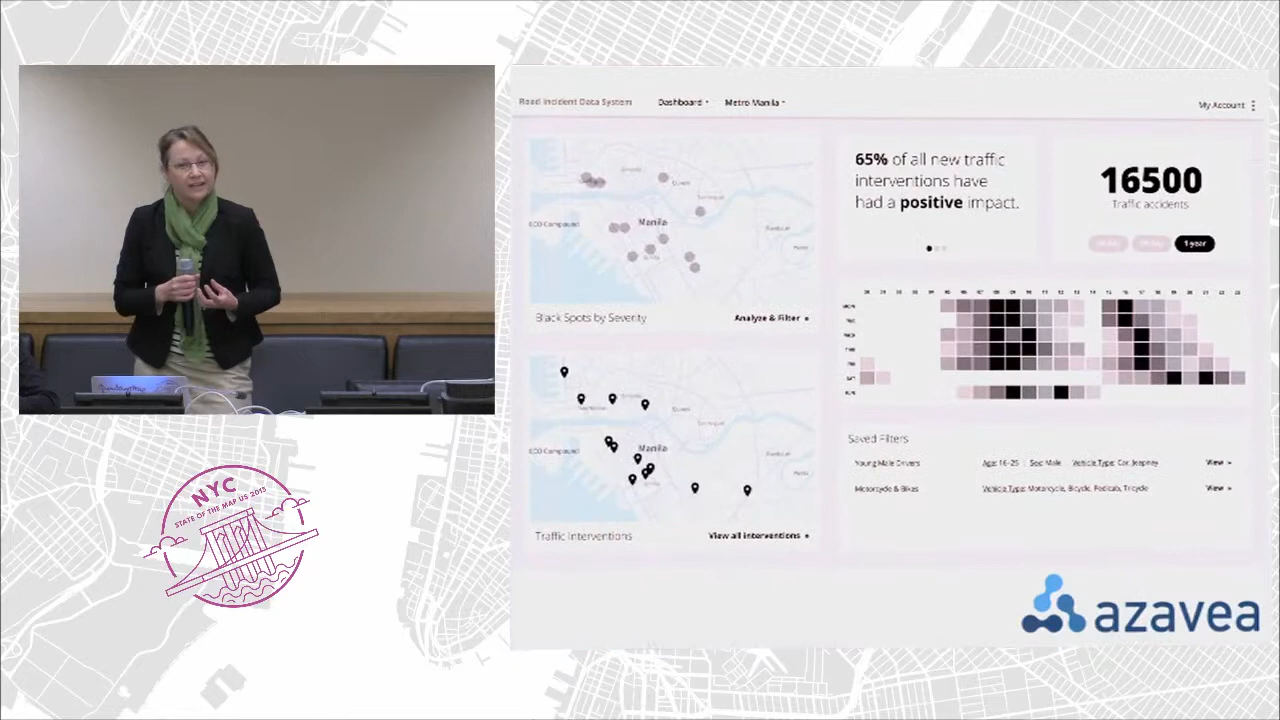 NYC
STATE OF THE MAP US 2015
Road Incident Data System
Dashboard
Metro Manila
My Account
Manila
Black Spots by Severity
Analyze & Filter »
Manila
Traffic Interventions
View all interventions »
65% of all new traffic
interventions have
had a positive impact.
16500
Traffic accidents
1 year
Saved Filters
Young Male Drivers
Age: 16-25 | Sex: Male
Vehicle Type: Car, Jeepney
View »
Motorcycle & Bikes
Vehicle Type: Motorcycle, Bicycle, Pedicab, Tricycle
View »
azavea